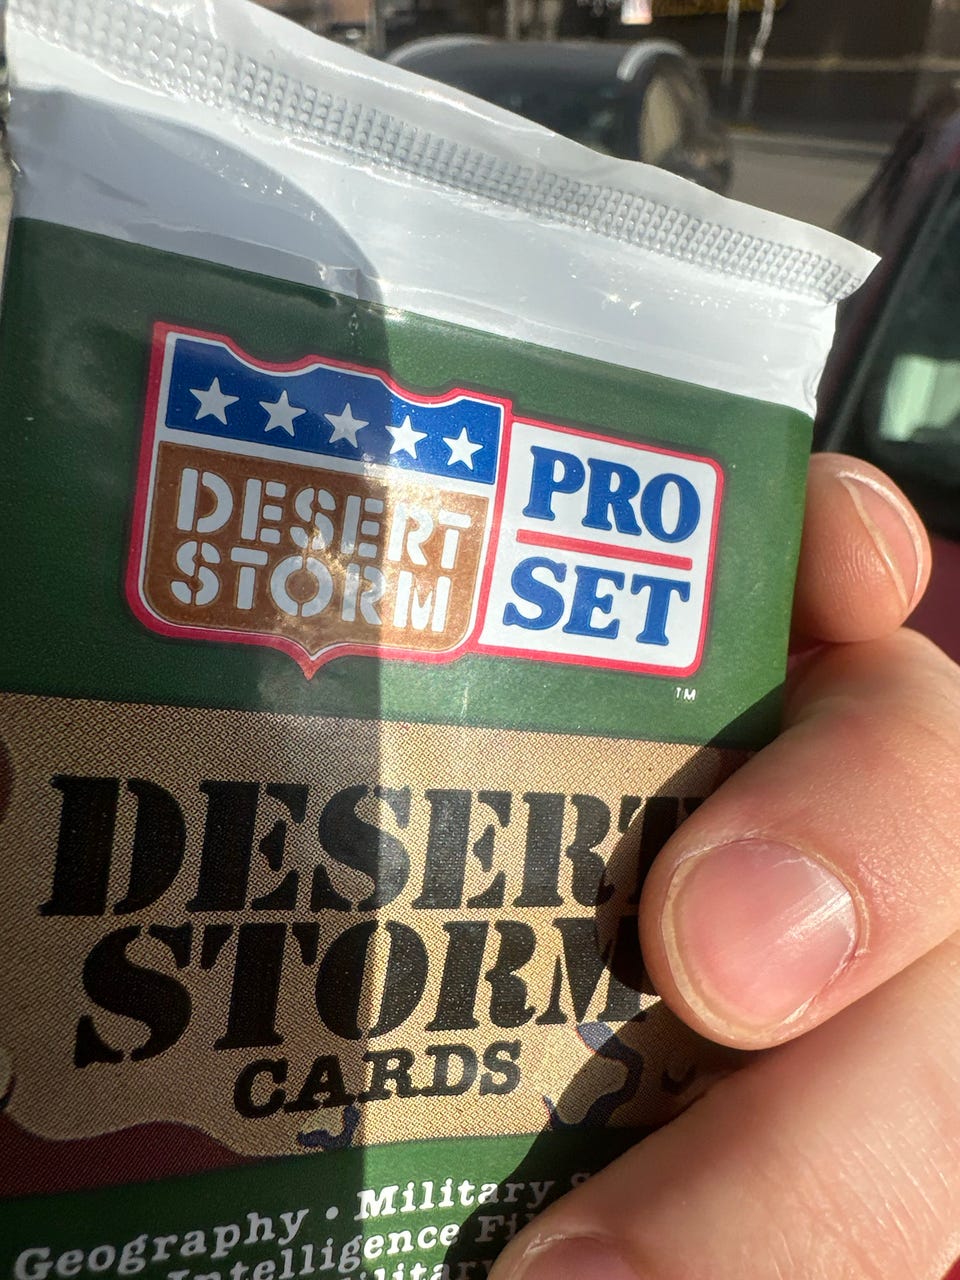 DESERT
STORM
PRO
SET
TM
DESERT
STORM
CARDS
Geography • Military
Intelligence